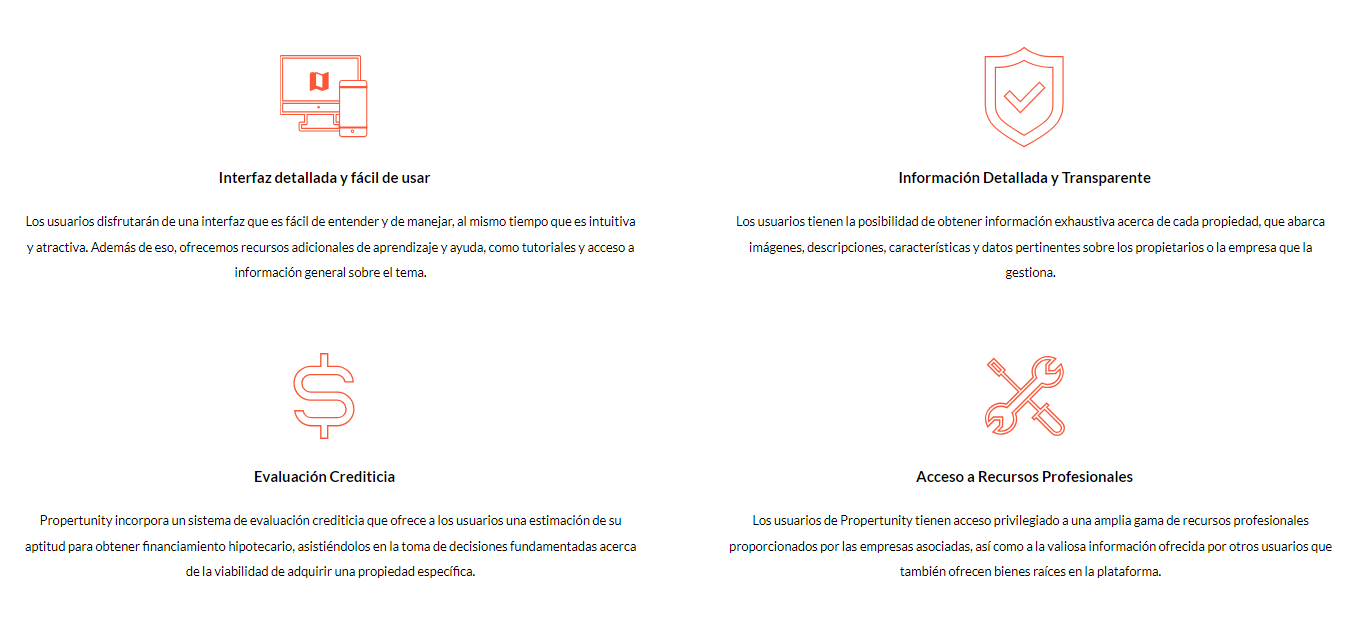 Interfaz detallada y fácil de usar
Los usuarios disfrutarán de una interfaz que es fácil de entender y de manejar, al mismo tiempo que es intuitiva
y atractiva. Además de eso, ofrecemos recursos adicionales de aprendizaje y ayuda, como tutoriales y acceso a
información general sobre el tema.
Información Detallada y Transparente
Los usuarios tienen la posibilidad de obtener información exhaustiva acerca de cada propiedad, que abarca
imágenes, descripciones, características y datos pertinentes sobre los propietarios o la empresa que la
gestiona.
Evaluación Crediticia
Propertunity incorpora un sistema de evaluación crediticia que ofrece a los usuarios una estimación de su
aptitud para obtener financiamiento hipotecario, asistiéndolos en la toma de decisiones fundamentadas acerca
de la viabilidad de adquirir una propiedad específica.
Acceso a Recursos Profesionales
Los usuarios de Propertunity tienen acceso privilegiado a una amplia gama de recursos profesionales
proporcionados por las empresas asociadas, así como a la valiosa información ofrecida por otros usuarios que
también ofrecen bienes raíces en la plataforma.